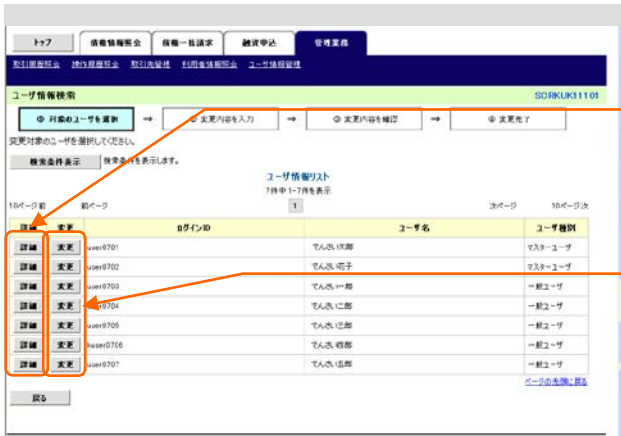 トップ 債権情報照会 債権一括請求 融資申込 管理業務
取引履歴照会 操作履歴照会 取引先管理 利用者情報照会 ユーザ情報管理
ユーザ情報検索 SCRKUK11101
① 対象のユーザを選択 ⇒ ② 変更内容を入力 ⇒ ③ 変更内容を確認 ⇒ ④ 変更完了
変更対象のユーザを選択してください。
検索条件表示 検索条件を表示します。
ユーザ情報リスト
7件中 1-7件を表示
10ページ前 前ページ 1 次ページ 10ページ次
詳細 変更 ログインID ユーザ名 ユーザ種別
詳細 変更 kuser0701 でんさい太郎 マスターユーザ
詳細 変更 kuser0702 でんさい花子 マスターユーザ
詳細 変更 kuser0703 でんさい一郎 一般ユーザ
詳細 変更 kuser0704 でんさい二郎 一般ユーザ
詳細 変更 kuser0705 でんさい三郎 一般ユーザ
詳細 変更 kuser0706 でんさい四郎 一般ユーザ
詳細 変更 kuser0707 でんさい五郎 一般ユーザ
ページの先頭に戻る
戻る